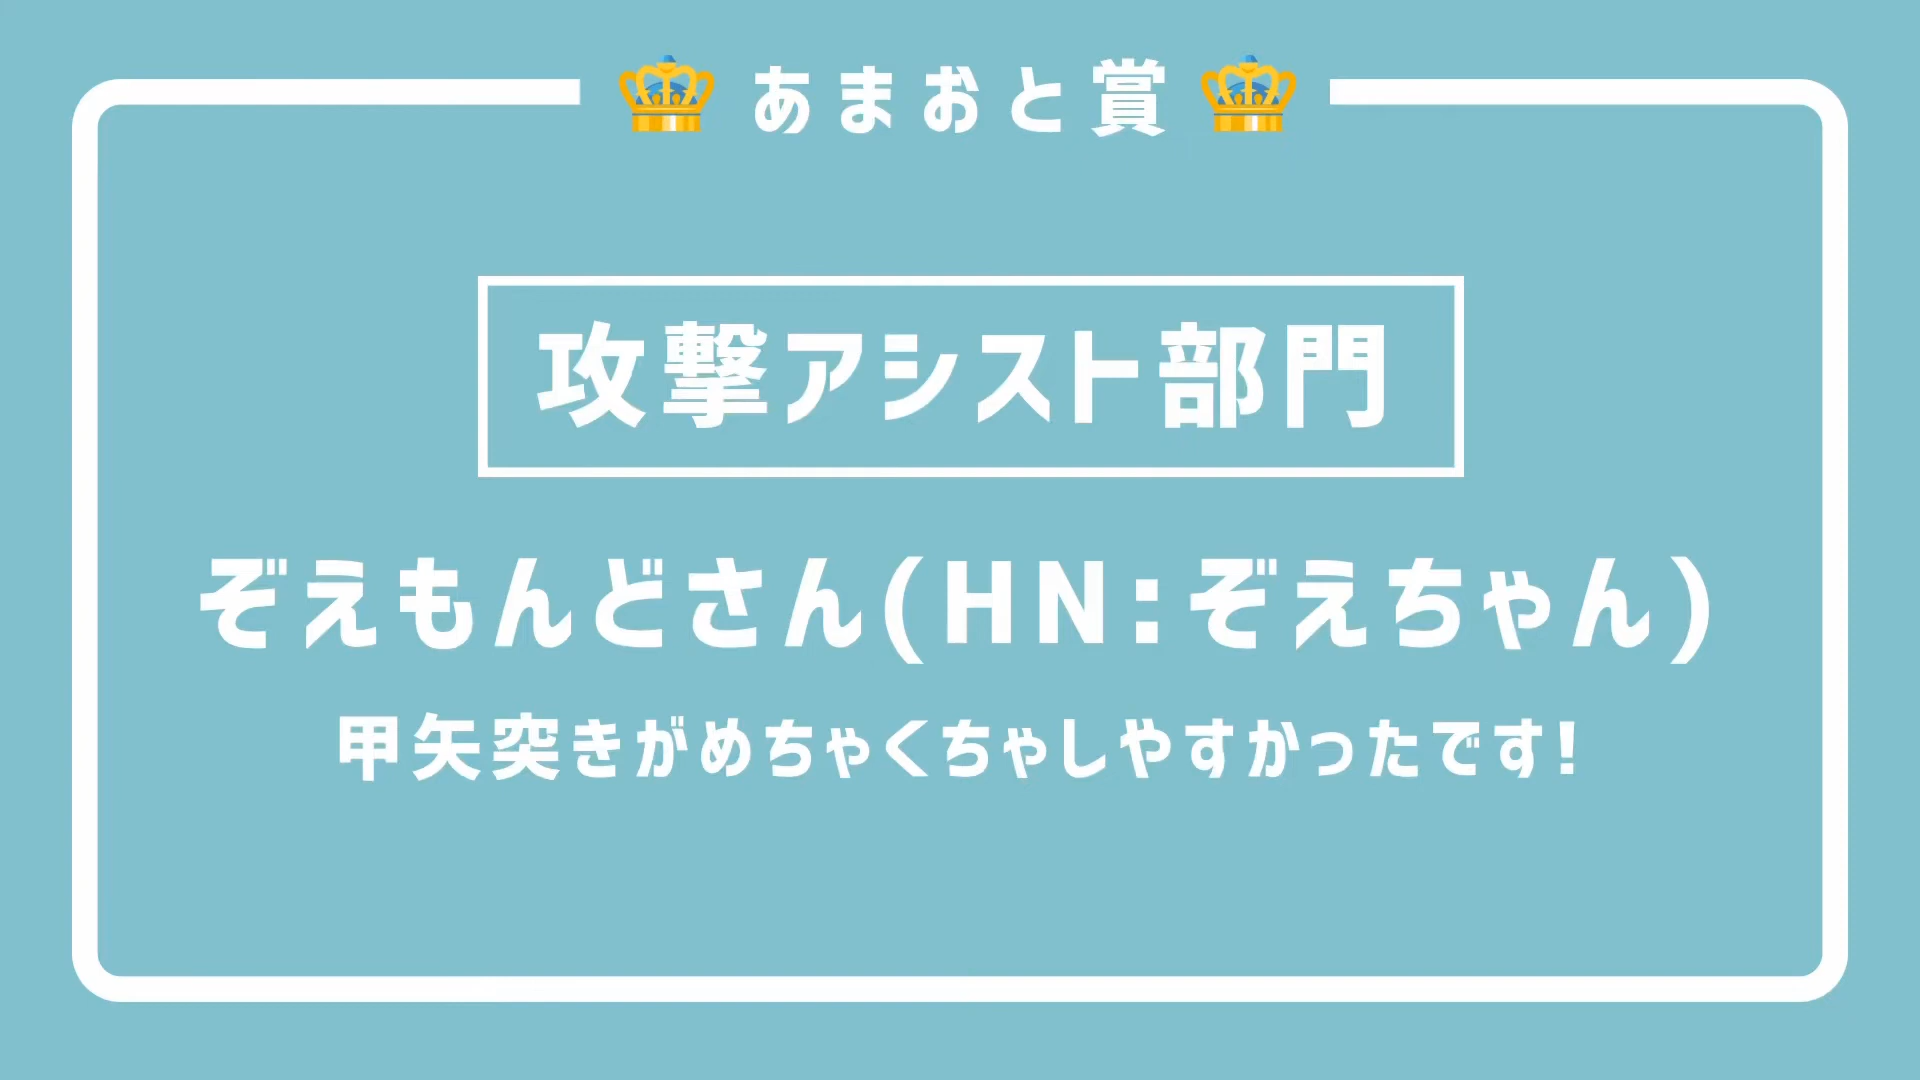 あまおと賞
攻撃アシスト部門
ぞえもんどさん(HN:ぞえちゃん)
甲矢突きがめちゃくちゃしやすかったです!